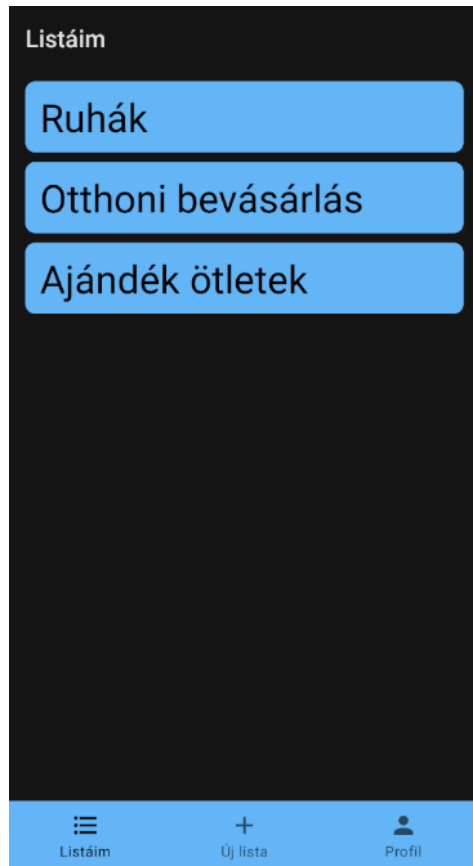 Listáim
Ruhák
Otthoni bevásárlás
Ajándék ötletek
Listáim
Új lista
Profil